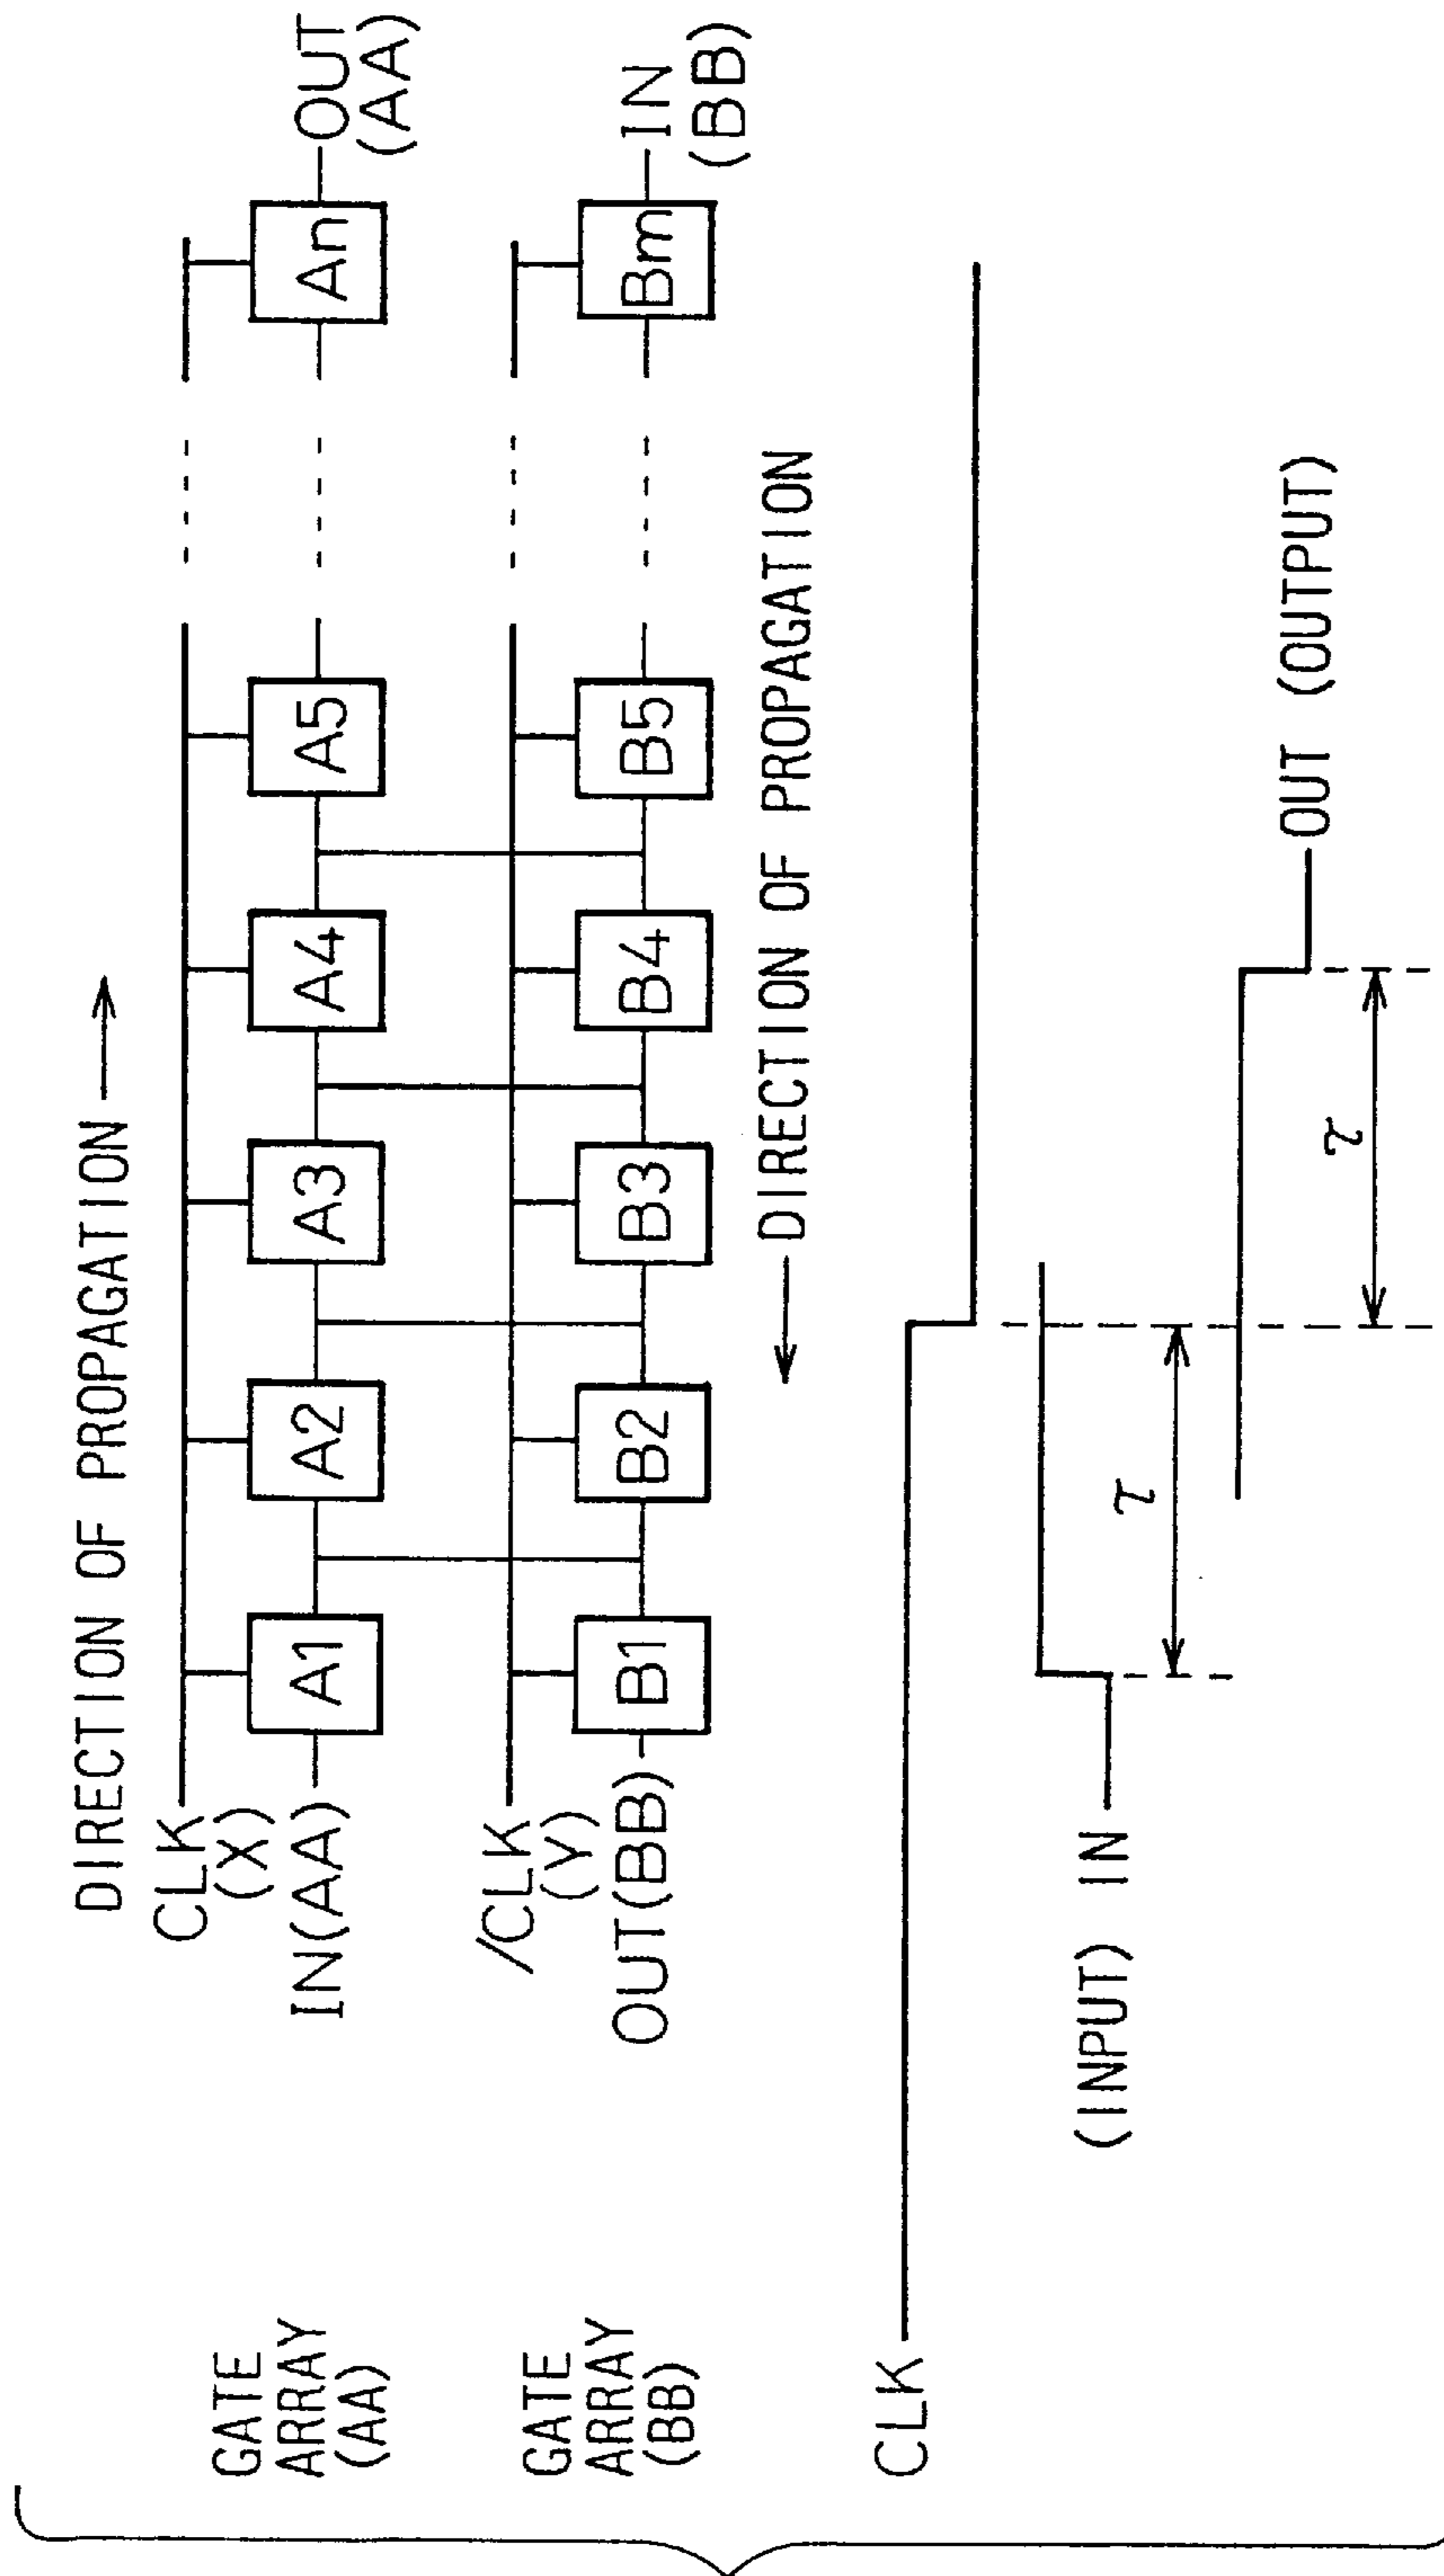 DIRECTION OF PROPAGATION
GATE
ARRAY
(AA)
CLK
(X)
IN(AA)
A1
A2
A3
A4
A5
An
OUT
(AA)
GATE
ARRAY
(BB)
/CLK
(Y)
OUT(BB)
B1
B2
B3
B4
B5
Bm
IN
(BB)
DIRECTION OF PROPAGATION
CLK
(INPUT) IN
τ
OUT (OUTPUT)
τ